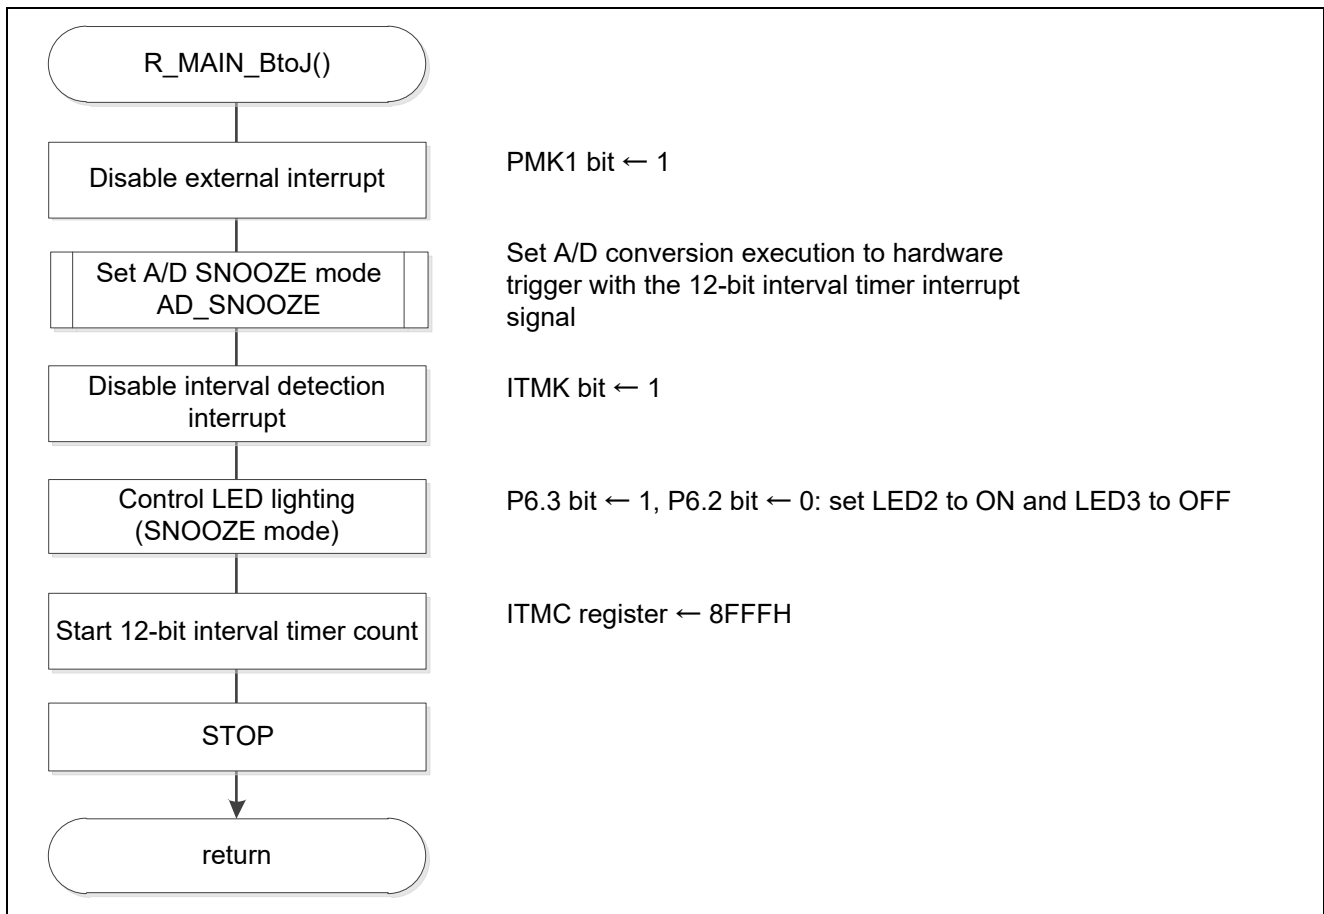 R_MAIN_BtoJ()
Disable external interrupt
PMK1 bit ← 1
Set A/D SNOOZE mode
AD_SNOOZE
Set A/D conversion execution to hardware
trigger with the 12-bit interval timer interrupt
signal
Disable interval detection
interrupt
ITMK bit ← 1
Control LED lighting
(SNOOZE mode)
P6.3 bit ← 1, P6.2 bit ← 0: set LED2 to ON and LED3 to OFF
Start 12-bit interval timer count
ITMC register ← 8FFFH
STOP
return